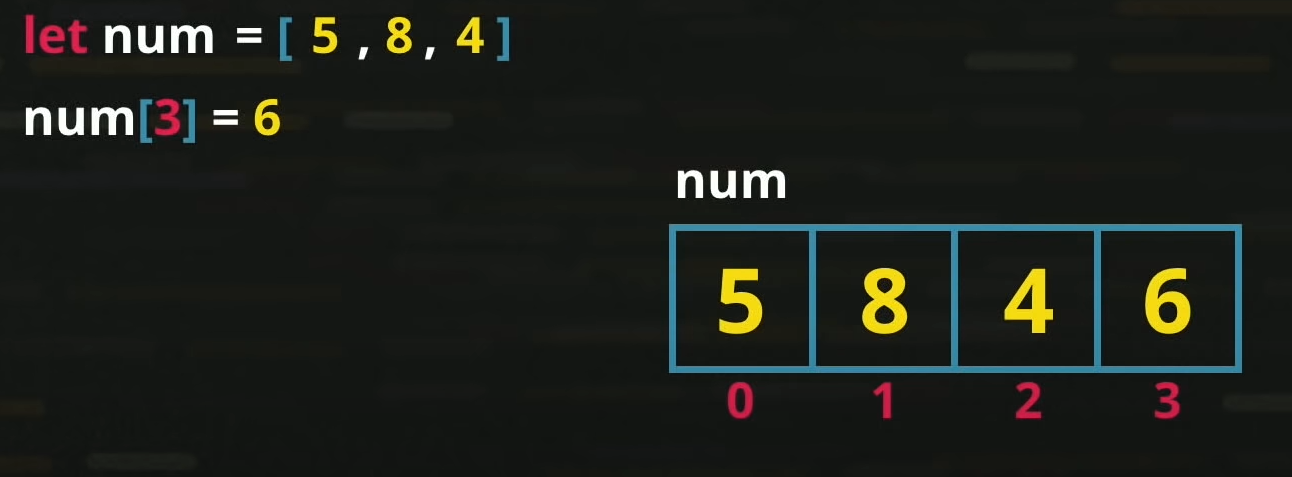 let num = [ 5 , 8 , 4 ]
num[3] = 6
num
5 8 4 6
0 1 2 3